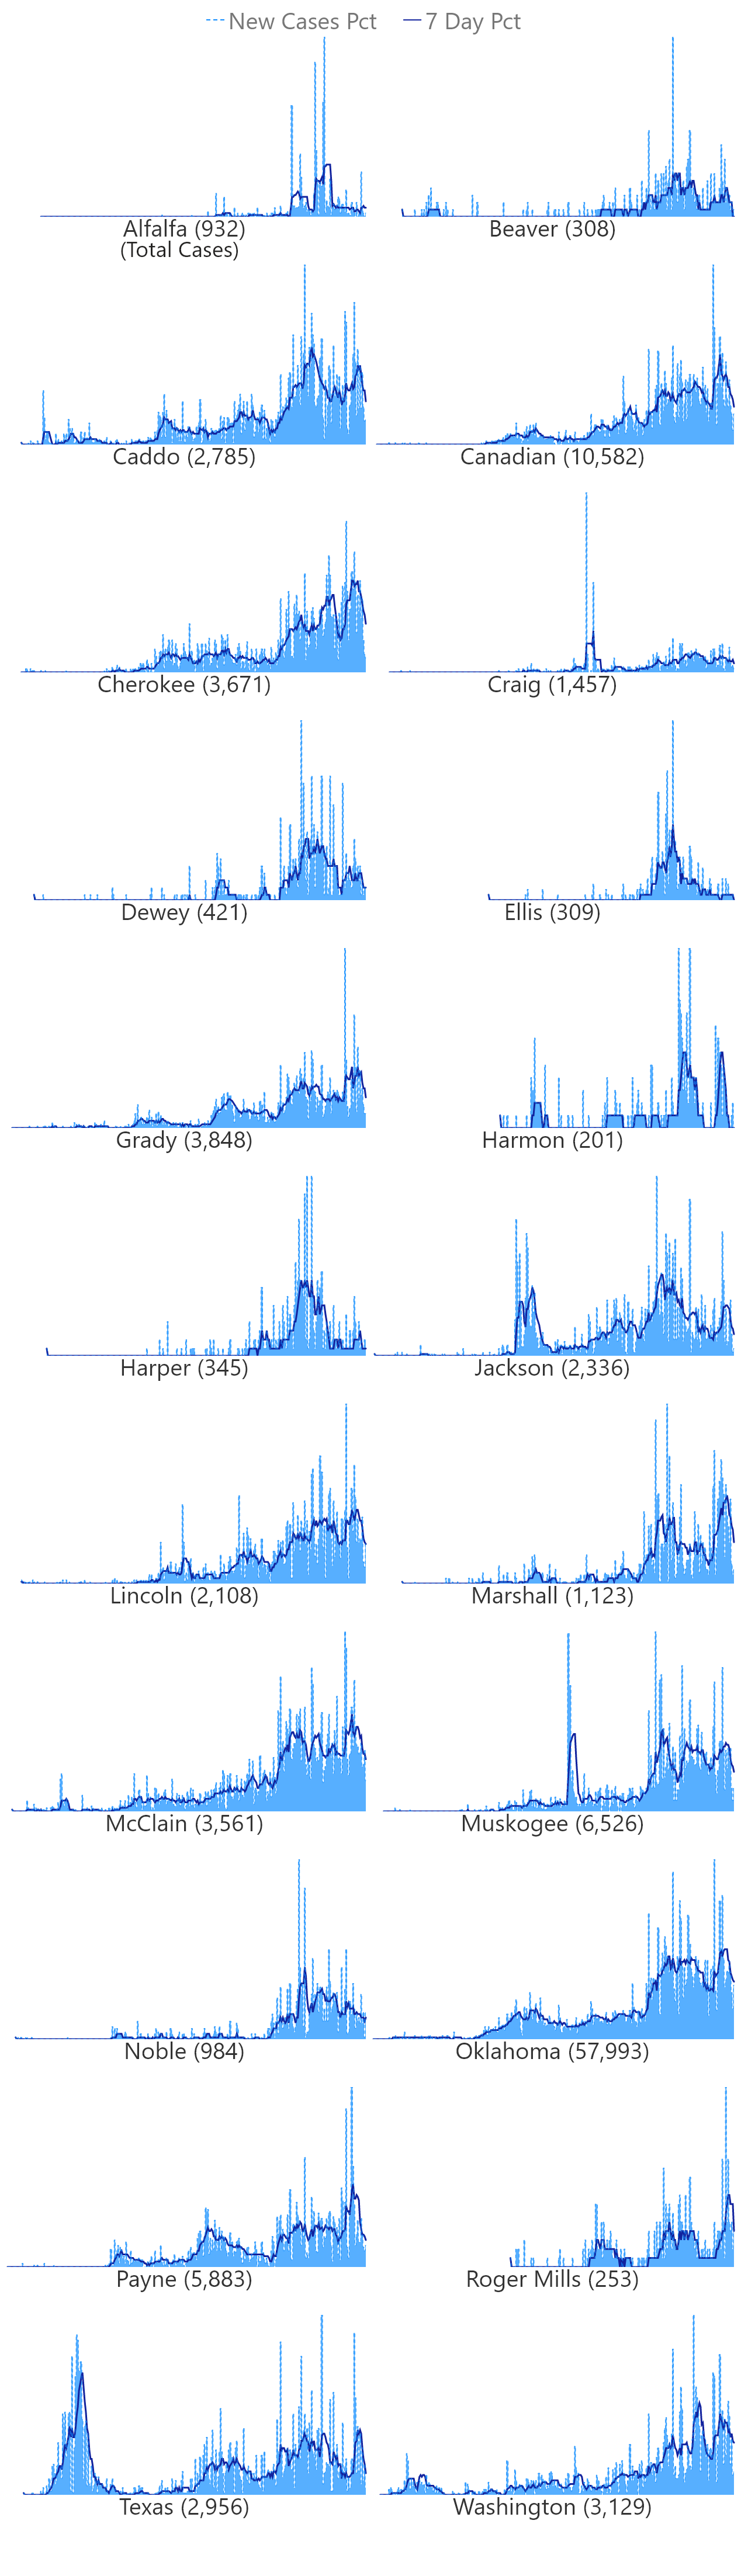 New Cases Pct 7 Day Pct
Alfalfa (932) Beaver (308)
(Total Cases)
Caddo (2,785) Canadian (10,582)
Cherokee (3,671) Craig (1,457)
Dewey (421) Ellis (309)
Grady (3,848) Harmon (201)
Harper (345) Jackson (2,336)
Lincoln (2,108) Marshall (1,123)
McClain (3,561) Muskogee (6,526)
Noble (984) Oklahoma (57,993)
Payne (5,883) Roger Mills (253)
Texas (2,956) Washington (3,129)